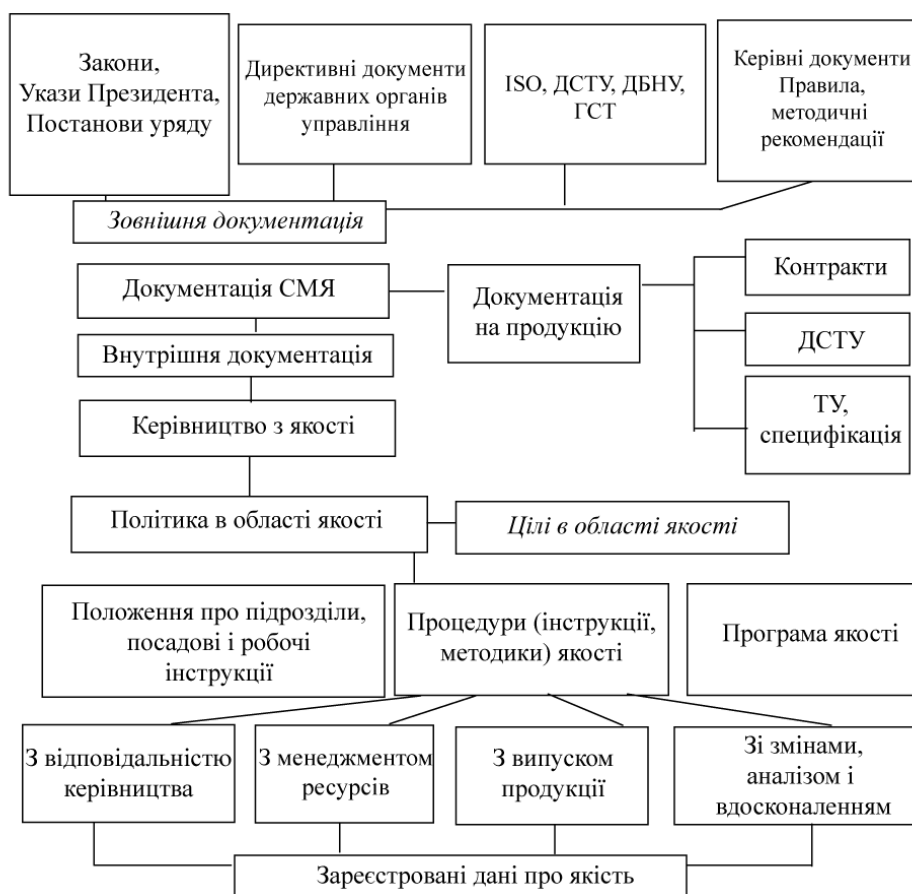 Закони,
Укази Президента,
Постанови уряду
Директивні документи
державних органів
управління
ISO, ДСТУ, ДБНУ,
ГСТ
Керівні документи
Правила,
методичні
рекомендації
Зовнішня документація
Документація СМЯ
Документація
на продукцію
Контракти
ДСТУ
ТУ,
специфікація
Внутрішня документація
Керівництво з якості
Політика в області якості
Цілі в області якості
Положення про підрозділи,
посадові і робочі
інструкції
Процедури (інструкції,
методики) якості
Програма якості
З відповідальністю
керівництва
З менеджментом
ресурсів
З випуском
продукції
Зі змінами,
аналізом і
вдосконаленням
Зареєстровані дані про якість